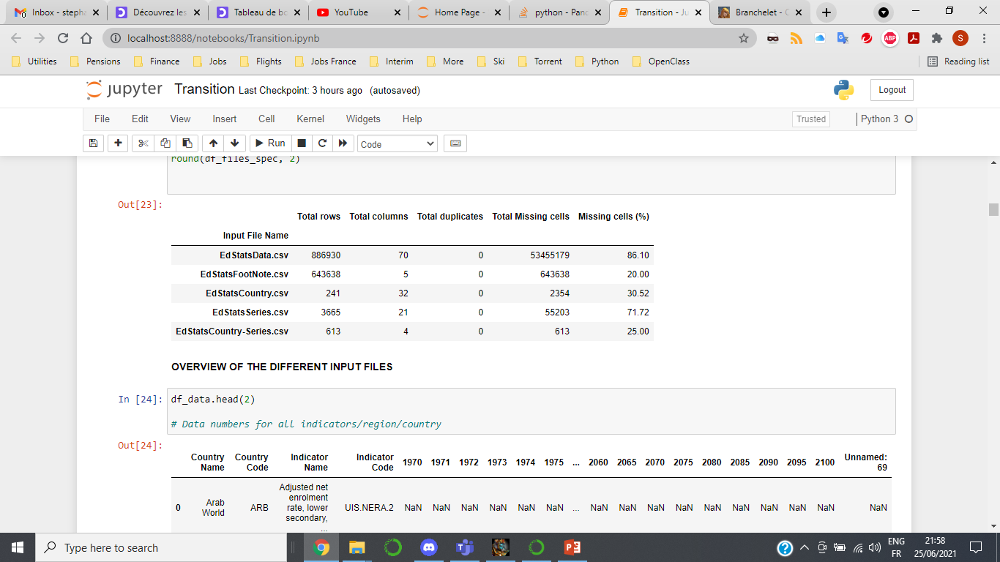 Inbox - steph
Découvrez les
Tableau de bo
YouTube
Home Page -
python - Panc
Transition - Ju
Branchelet - G
localhost:8888/notebooks/Transition.ipynb
ABP
S
Utilities Pensions Finance Jobs Flights Jobs France Interim More Ski Torrent Python OpenClass Reading list
jupyter Transition Last Checkpoint: 3 hours ago (autosaved) Logout
File Edit View Insert Cell Kernel Widgets Help Trusted Python 3
Run Code
round(df_files_spec, 2)
Out[23]:
Total rows Total columns Total duplicates Total Missing cells Missing cells (%)
Input File Name
EdStatsData.csv 886930 70 0 53455179 86.10
EdStatsFootNote.csv 643638 5 0 643638 20.00
EdStatsCountry.csv 241 32 0 2354 30.52
EdStatsSeries.csv 3665 21 0 55203 71.72
EdStatsCountry-Series.csv 613 4 0 613 25.00
OVERVIEW OF THE DIFFERENT INPUT FILES
In [24]: df_data.head(2)
# Data numbers for all indicators/region/country
Out[24]:
Country Name Country Code Indicator Name Indicator Code 1970 1971 1972 1973 1974 1975 ... 2060 2065 2070 2075 2080 2085 2090 2095 2100 Unnamed: 69
0 Arab World ARB Adjusted net enrolment rate, lower secondary, ... UIS.NERA.2 NaN NaN NaN NaN NaN NaN ... NaN NaN NaN NaN NaN NaN NaN NaN NaN NaN
Type here to search
ENG
FR
21:58
25/06/2021